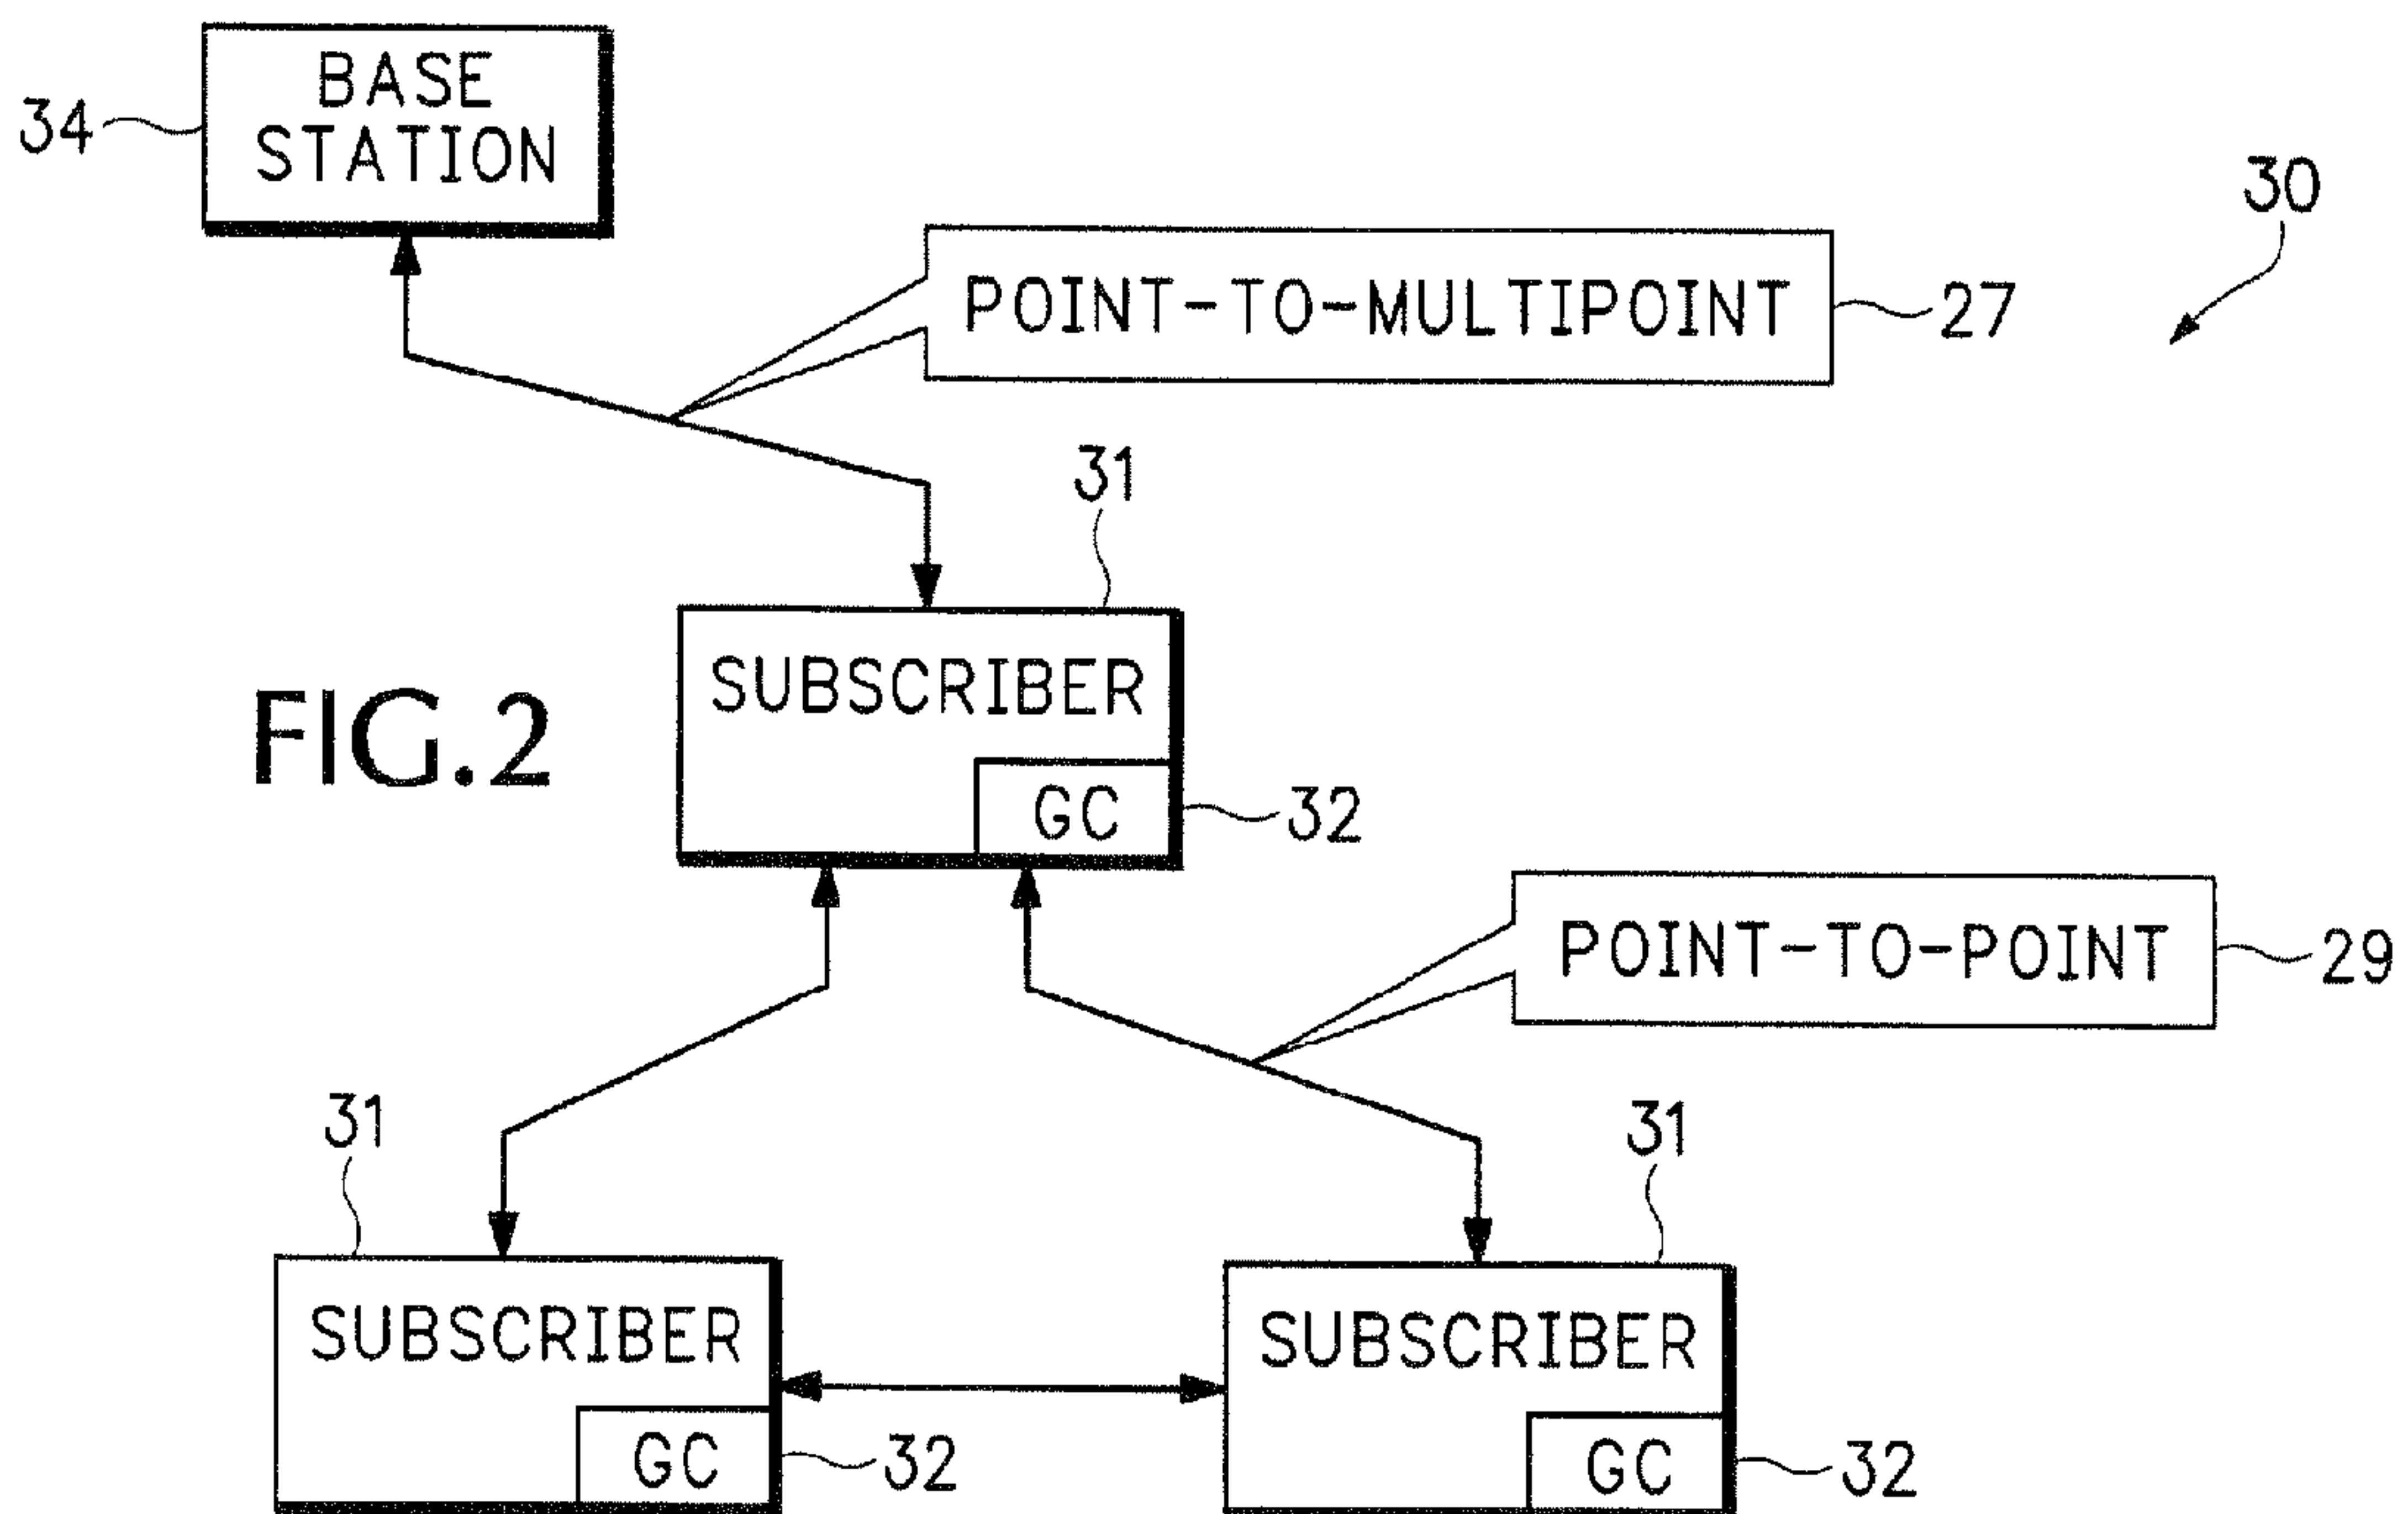 BASE
STATION
34
30
POINT-TO-MULTIPOINT
27
31
SUBSCRIBER
FIG.2
GC
32
POINT-TO-POINT
29
31
31
SUBSCRIBER
SUBSCRIBER
GC
32
GC
32